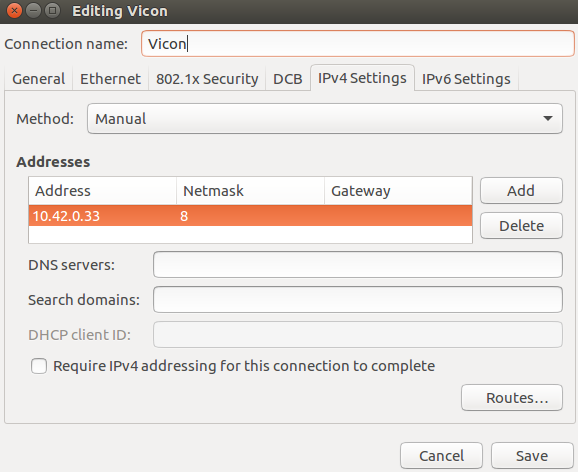 Editing Vicon
Connection name: Vicon
General Ethernet 802.1x Security DCB IPv4 Settings IPv6 Settings
Method: Manual
Addresses
Address Netmask Gateway
Add
10.42.0.33 8
Delete
DNS servers:
Search domains:
DHCP client ID:
Require IPv4 addressing for this connection to complete
Routes...
Cancel Save